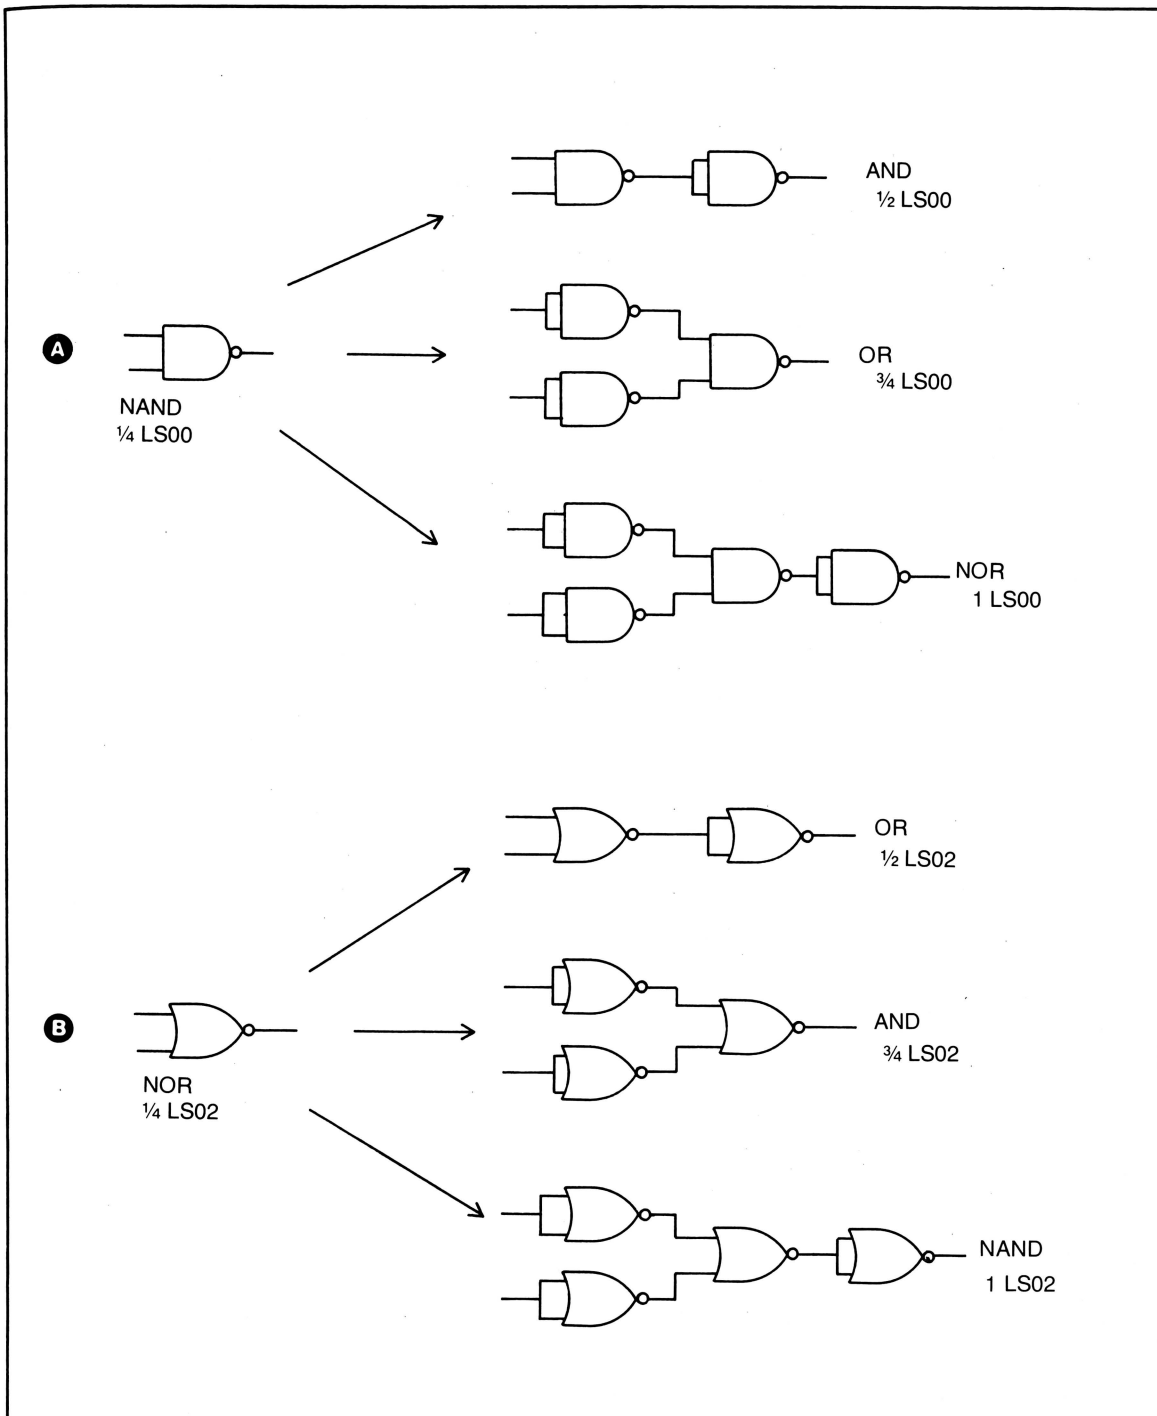 AND
½ LS00
A
NAND
¼ LS00
OR
¾ LS00
NOR
1 LS00
OR
½ LS02
B
NOR
¼ LS02
AND
¾ LS02
NAND
1 LS02